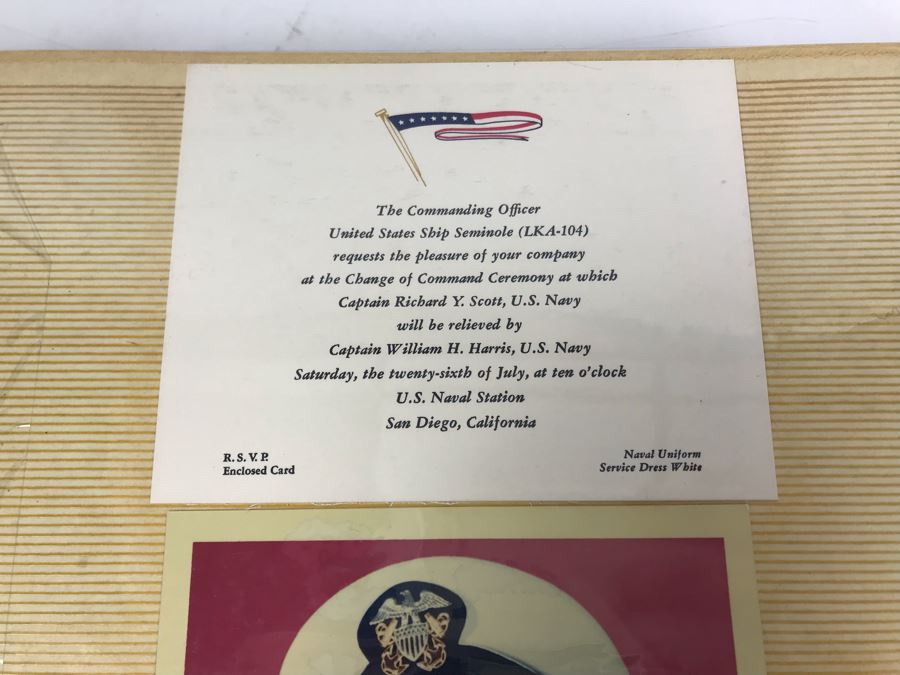 The Commanding Officer
United States Ship Seminole (LKA-104)
requests the pleasure of your company
at the Change of Command Ceremony at which
Captain Richard Y. Scott, U.S. Navy
will be relieved by
Captain William H. Harris, U.S. Navy
Saturday, the twenty-sixth of July, at ten o'clock
U.S. Naval Station
San Diego, California
R. S. V. P.
Enclosed Card
Naval Uniform
Service Dress White